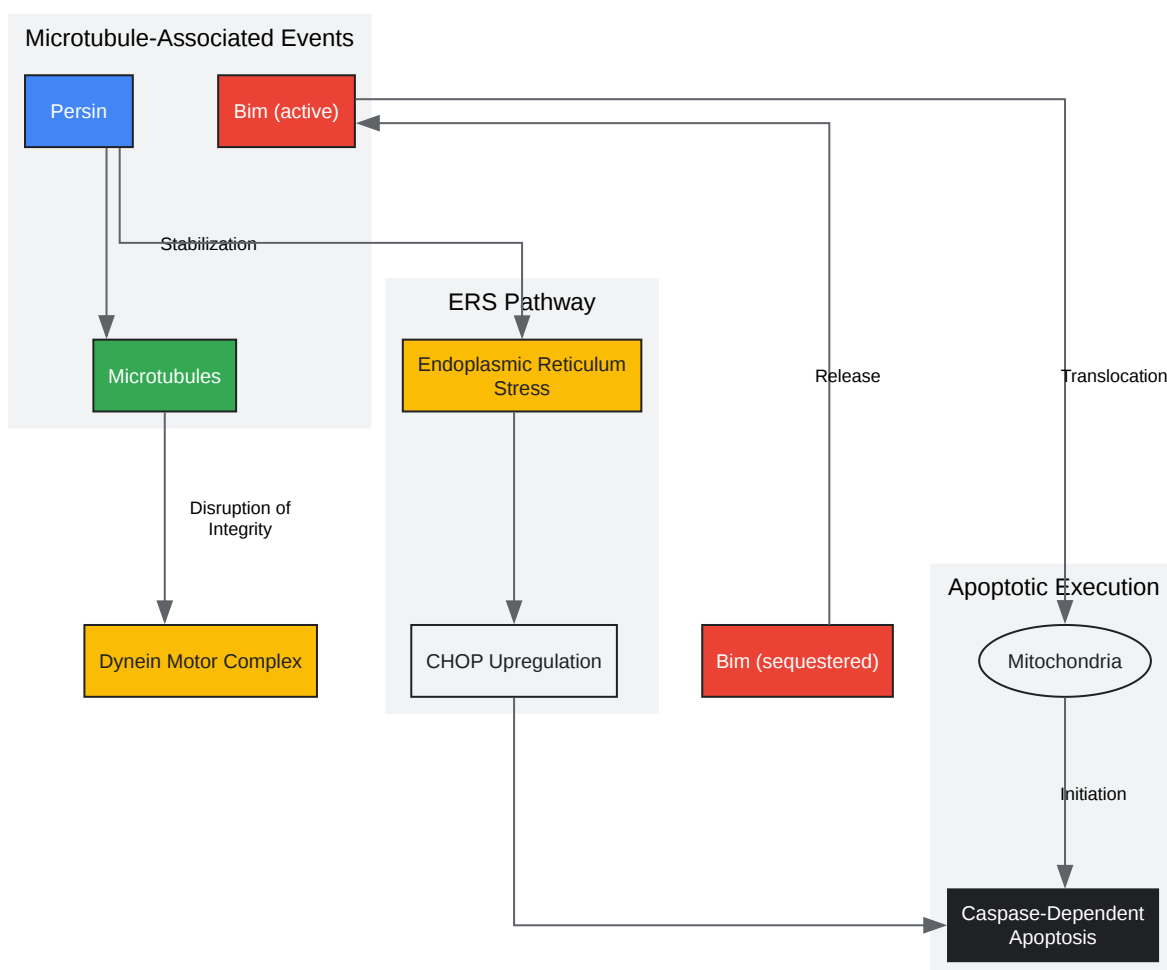 Microtubule-Associated Events
Persin
Bim (active)
Stabilization
ERS Pathway
Endoplasmic Reticulum
Stress
Microtubules
Release
Translocation
Disruption of
Integrity
Apoptotic Execution
Dynein Motor Complex
CHOP Upregulation
Bim (sequestered)
Mitochondria
Initiation
Caspase-Dependent
Apoptosis